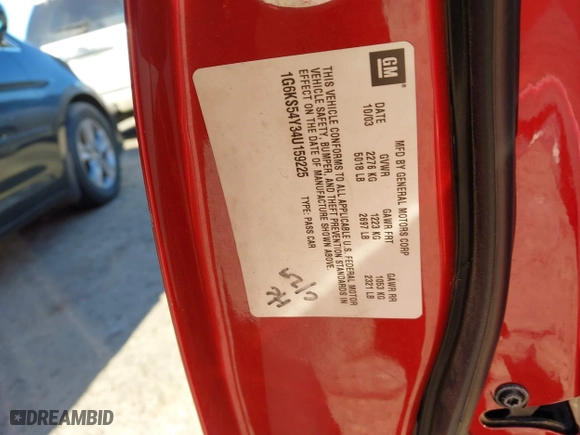 GM
MFD BY GENERAL MOTORS CORP
DATE GVWR GAWR FRT GAWR RR
10/03 2276 KG 1223 KG 1053 KG
5018 LB 2697 LB 2321 LB
THIS VEHICLE CONFORMS TO ALL APPLICABLE U.S. FEDERAL MOTOR
VEHICLE SAFETY, BUMPER, AND THEFT PREVENTION STANDARDS IN
EFFECT ON THE DATE OF MANUFACTURE SHOWN ABOVE.
1G6KS54Y34U159225 TYPE: PASS CAR
DREAMBID